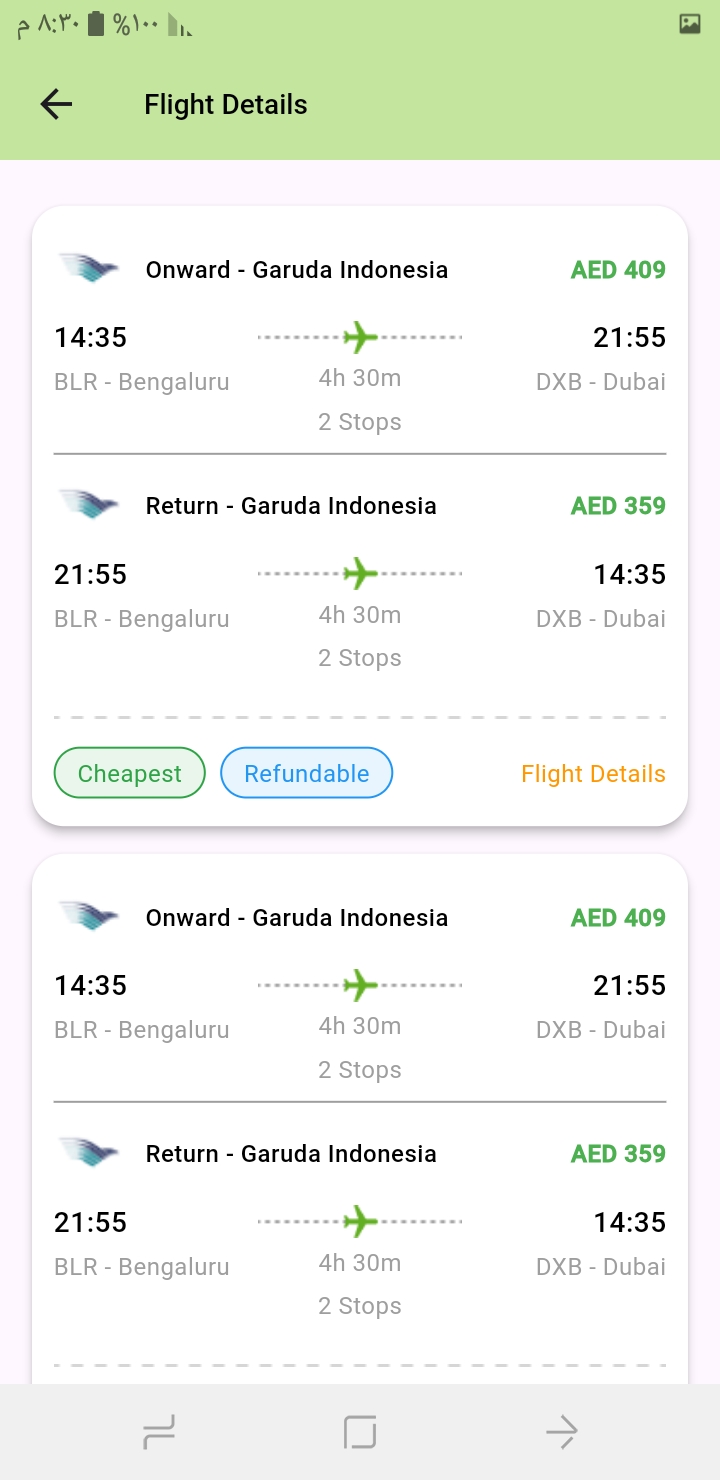 م ٨:٣٠ %١٠٠
Flight Details
Onward - Garuda Indonesia AED 409
14:35 21:55
BLR - Bengaluru 4h 30m DXB - Dubai
2 Stops
Return - Garuda Indonesia AED 359
21:55 14:35
BLR - Bengaluru 4h 30m DXB - Dubai
2 Stops
Cheapest Refundable Flight Details
Onward - Garuda Indonesia AED 409
14:35 21:55
BLR - Bengaluru 4h 30m DXB - Dubai
2 Stops
Return - Garuda Indonesia AED 359
21:55 14:35
BLR - Bengaluru 4h 30m DXB - Dubai
2 Stops